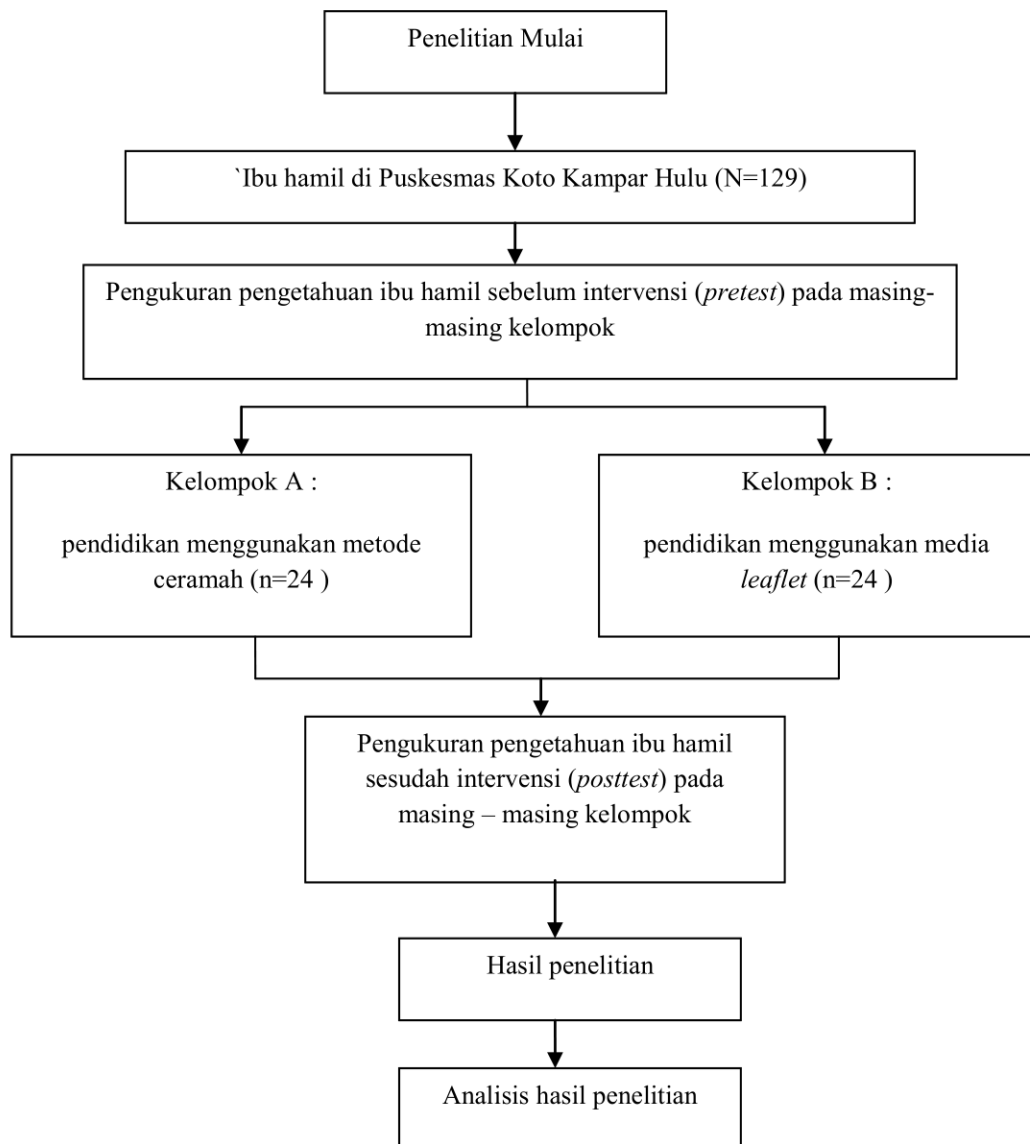 Penelitian Mulai
`Ibu hamil di Puskesmas Koto Kampar Hulu (N=129)
Pengukuran pengetahuan ibu hamil sebelum intervensi (pretest) pada masing-
masing kelompok
Kelompok A :
pendidikan menggunakan metode
ceramah (n=24 )
Kelompok B :
pendidikan menggunakan media
leaflet (n=24 )
Pengukuran pengetahuan ibu hamil
sesudah intervensi (posttest) pada
masing – masing kelompok
Hasil penelitian
Analisis hasil penelitian